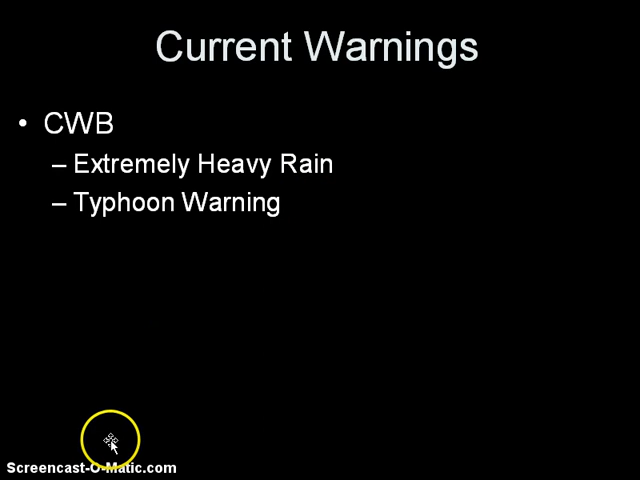 Current Warnings
• CWB
– Extremely Heavy Rain
– Typhoon Warning
Screencast-O-Matic.com